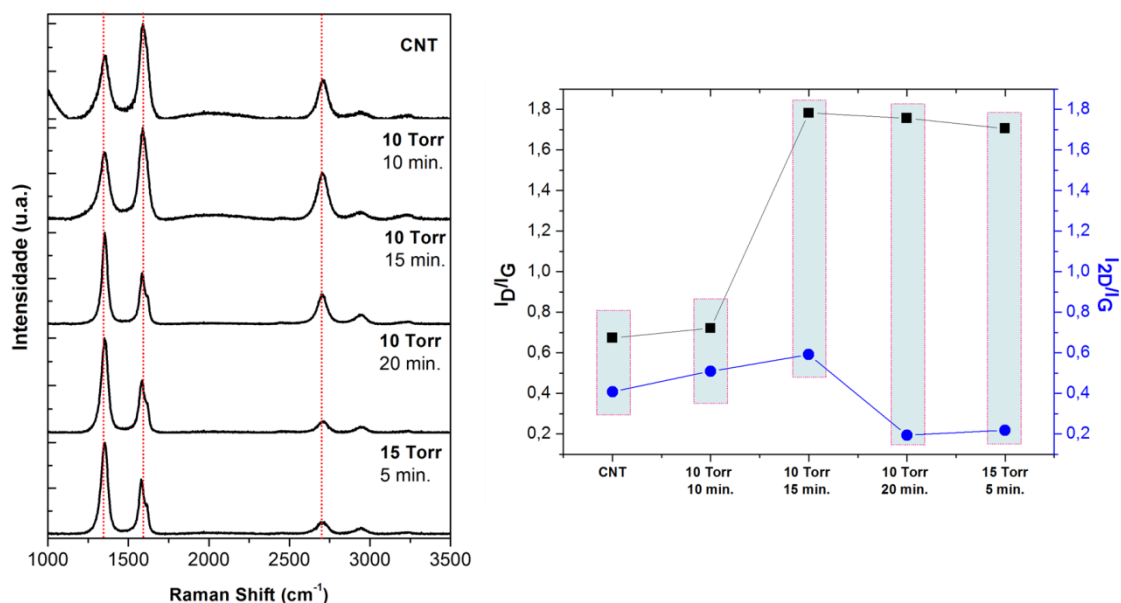 CNT
10 Torr
10 min.
10 Torr
15 min.
10 Torr
20 min.
15 Torr
5 min.
Intensidade (u.a.)
1000 1500 2000 2500 3000 3500
Raman Shift (cm⁻¹)
1,8
1,6
1,4
1,2
1,0
0,8
0,6
0,4
0,2
I_D/I_G
1,8
1,6
1,4
1,2
1,0
0,8
0,6
0,4
0,2
I_2D/I_G
CNT 10 Torr 10 Torr 10 Torr 15 Torr
10 min. 15 min. 20 min. 5 min.